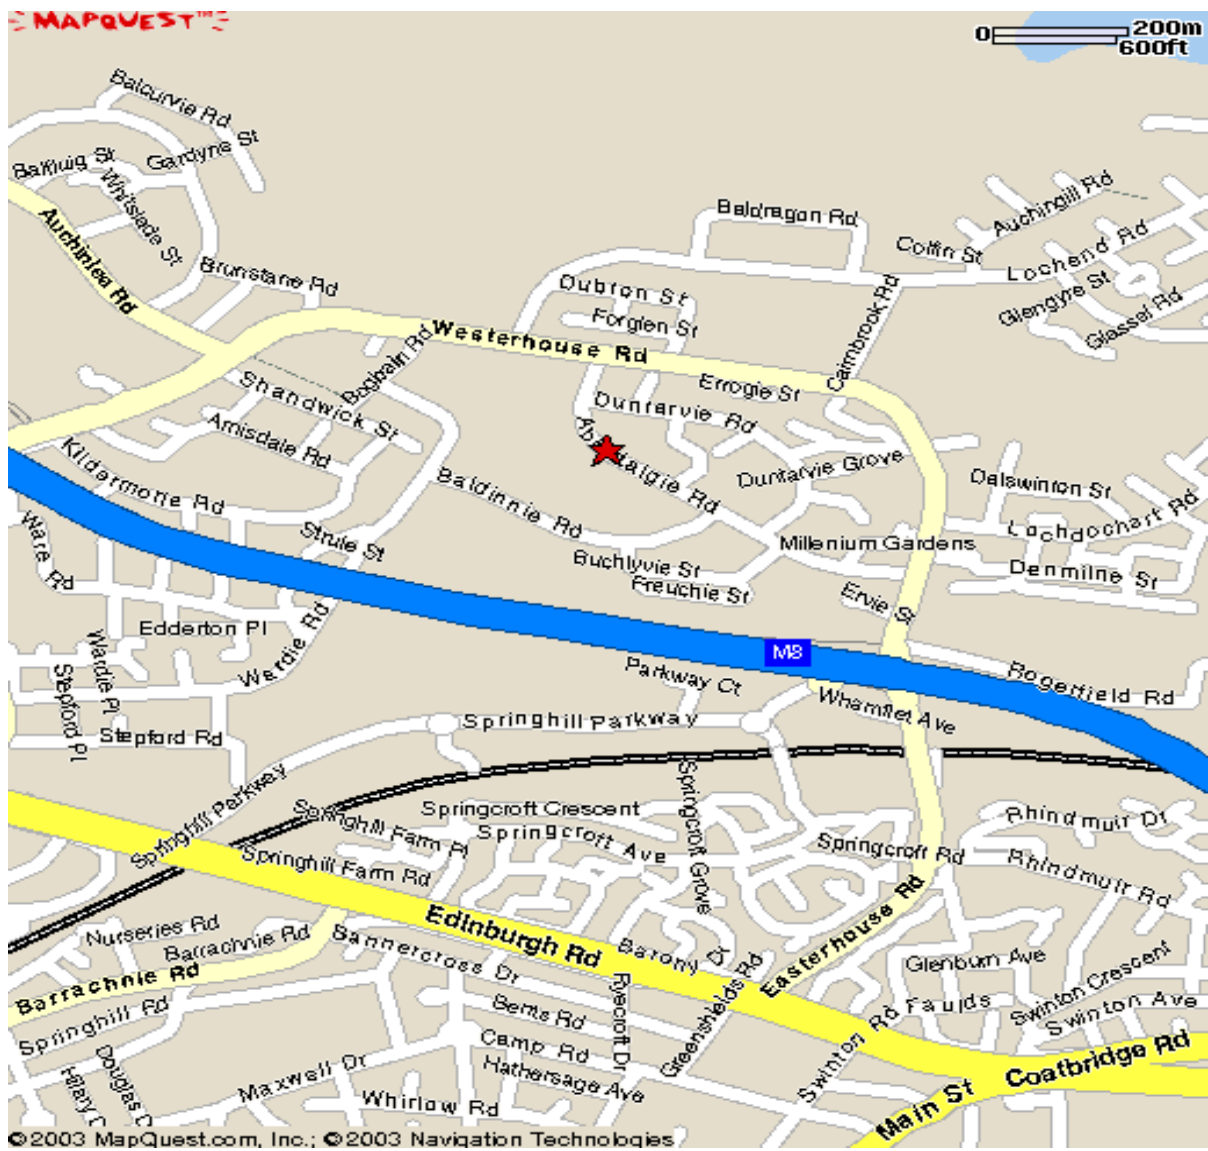 MAPQUEST™
0 200m
600ft
Balcurvie Rd
Gardyne St
Whitslade St
Auchinlea Rd
Brunstane Rd
Baldragon Rd
Auchingill Rd
Lochend Rd
Glengyre St
Glassel Rd
Dubton St
Forglen St
Cairnbrook Rd
Westerhouse Rd
Bogbain Rd
Errogie St
Shandwick St
Duntarvie Rd
Arnisdale Rd
Duntarvie Grove
Dalswinton St
Kildermorie Rd
Baldinnie Rd
Lochdochart Rd
Ware Rd
Strule St
Buchlyvie St
Millenium Gardens
Freuchie St
Denmilne St
Ervie St
Edderton Pl
Wardie Rd
Wardie Pl
M8
Parkway Ct
Rogerfield Rd
Stepford Pl
Whamflet Ave
Springhill Parkway
Stepford Rd
Springhill Parkway
Springcroft Grove
Springcroft Crescent
Springhill Farm Pl
Springcroft Ave
Springcroft Rd
Rhindmuir Dr
Rhindmuir Rd
Springhill Farm Rd
Easterhouse Rd
Edinburgh Rd
Nurseries Rd
Barrachnie Rd
Bannercross Dr
Barony Dr
Glenburn Ave
Swinton Crescent
Barrachnie Rd
Springhill Rd
Ryecroft Dr
Greenshields Rd
Faulds
Swinton Ave
Berris Rd
Camp Rd
Swinton Rd
Coatbridge Rd
Maxwell Dr
Hathersage Ave
Whirlow Rd
Main St
©2003 MapQuest.com, Inc.; ©2003 Navigation Technologies